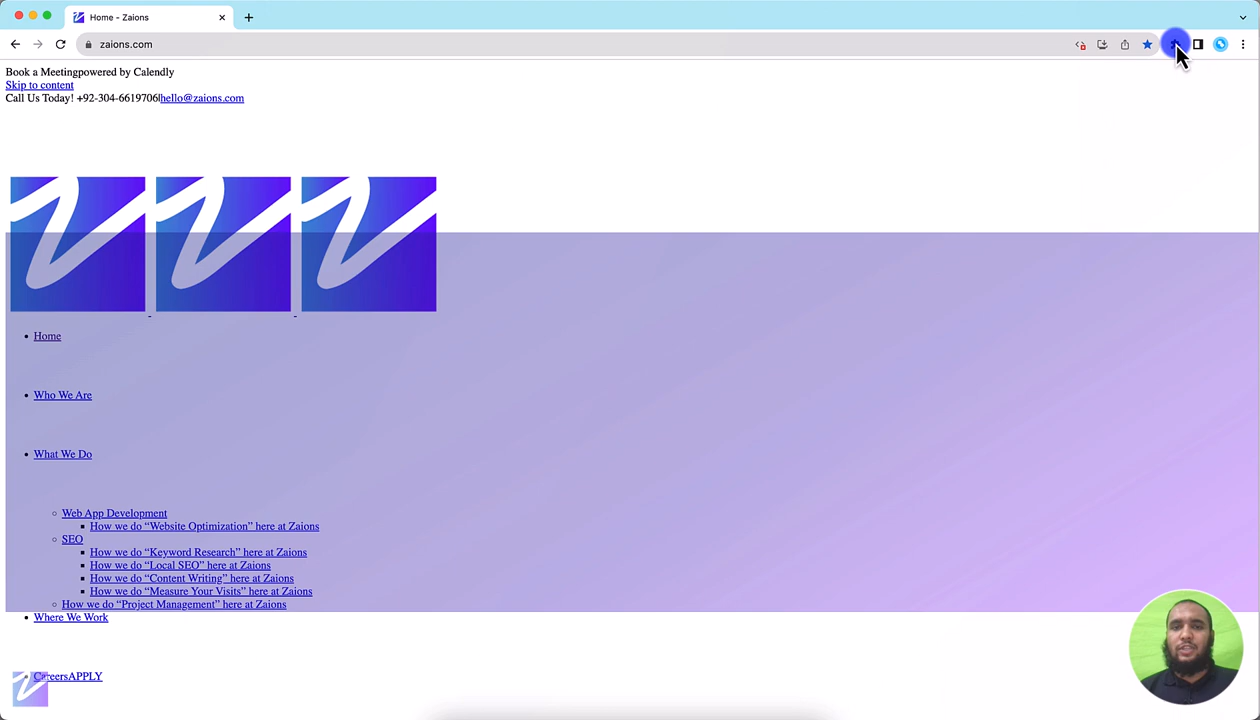 Home - Zaions
zaions.com
Book a Meetingpowered by Calendly
Skip to content
Call Us Today! +92-304-6619706|hello@zaions.com
Home
Who We Are
What We Do
Web App Development
How we do “Website Optimization” here at Zaions
SEO
How we do “Keyword Research” here at Zaions
How we do “Local SEO” here at Zaions
How we do “Content Writing” here at Zaions
How we do “Measure Your Visits” here at Zaions
How we do “Project Management” here at Zaions
Where We Work
CareersAPPLY